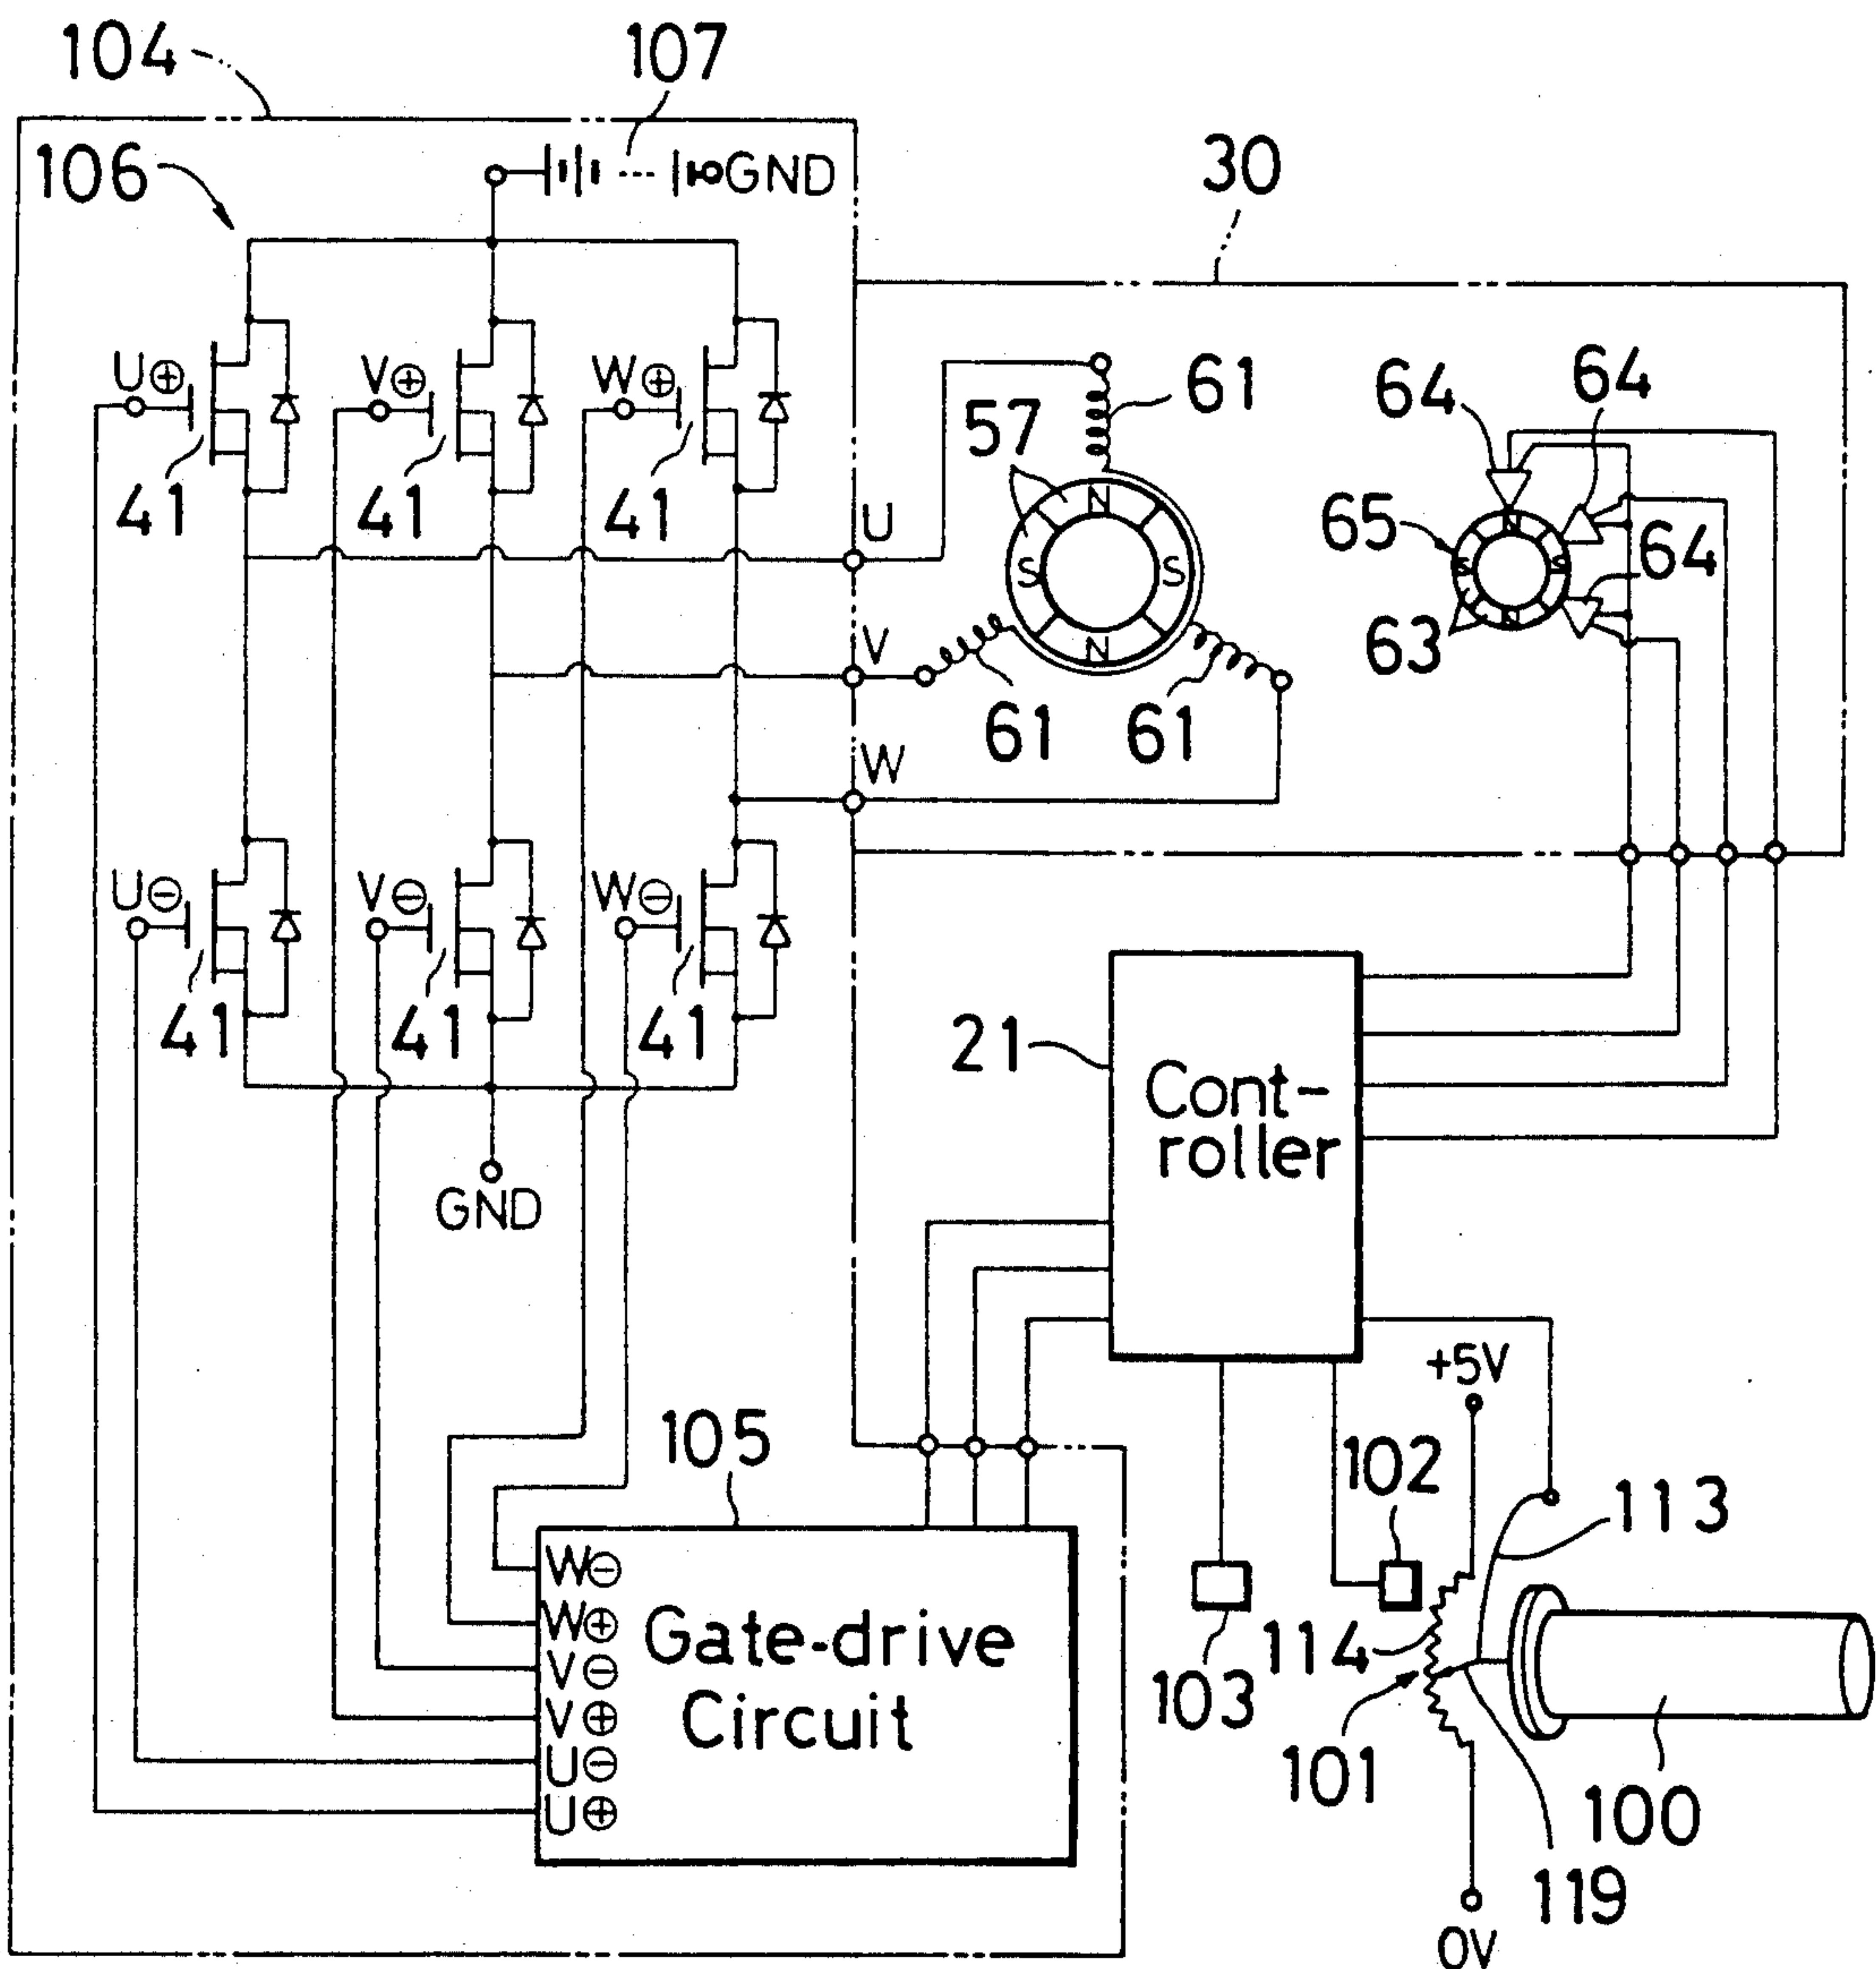 104
107
106
GND
30
U⊕
V⊕
W⊕
61
64
64
57
41
41
41
N
U
65
N
64
S
S
S
S
V
N
N
63
61
61
W
U⊖
V⊖
W⊖
41
41
41
21
Cont-
roller
GND
+5V
105
102
113
W⊖
W⊕
V⊖
V⊕
U⊖
U⊕
Gate-drive
Circuit
114
103
101
100
119
0V